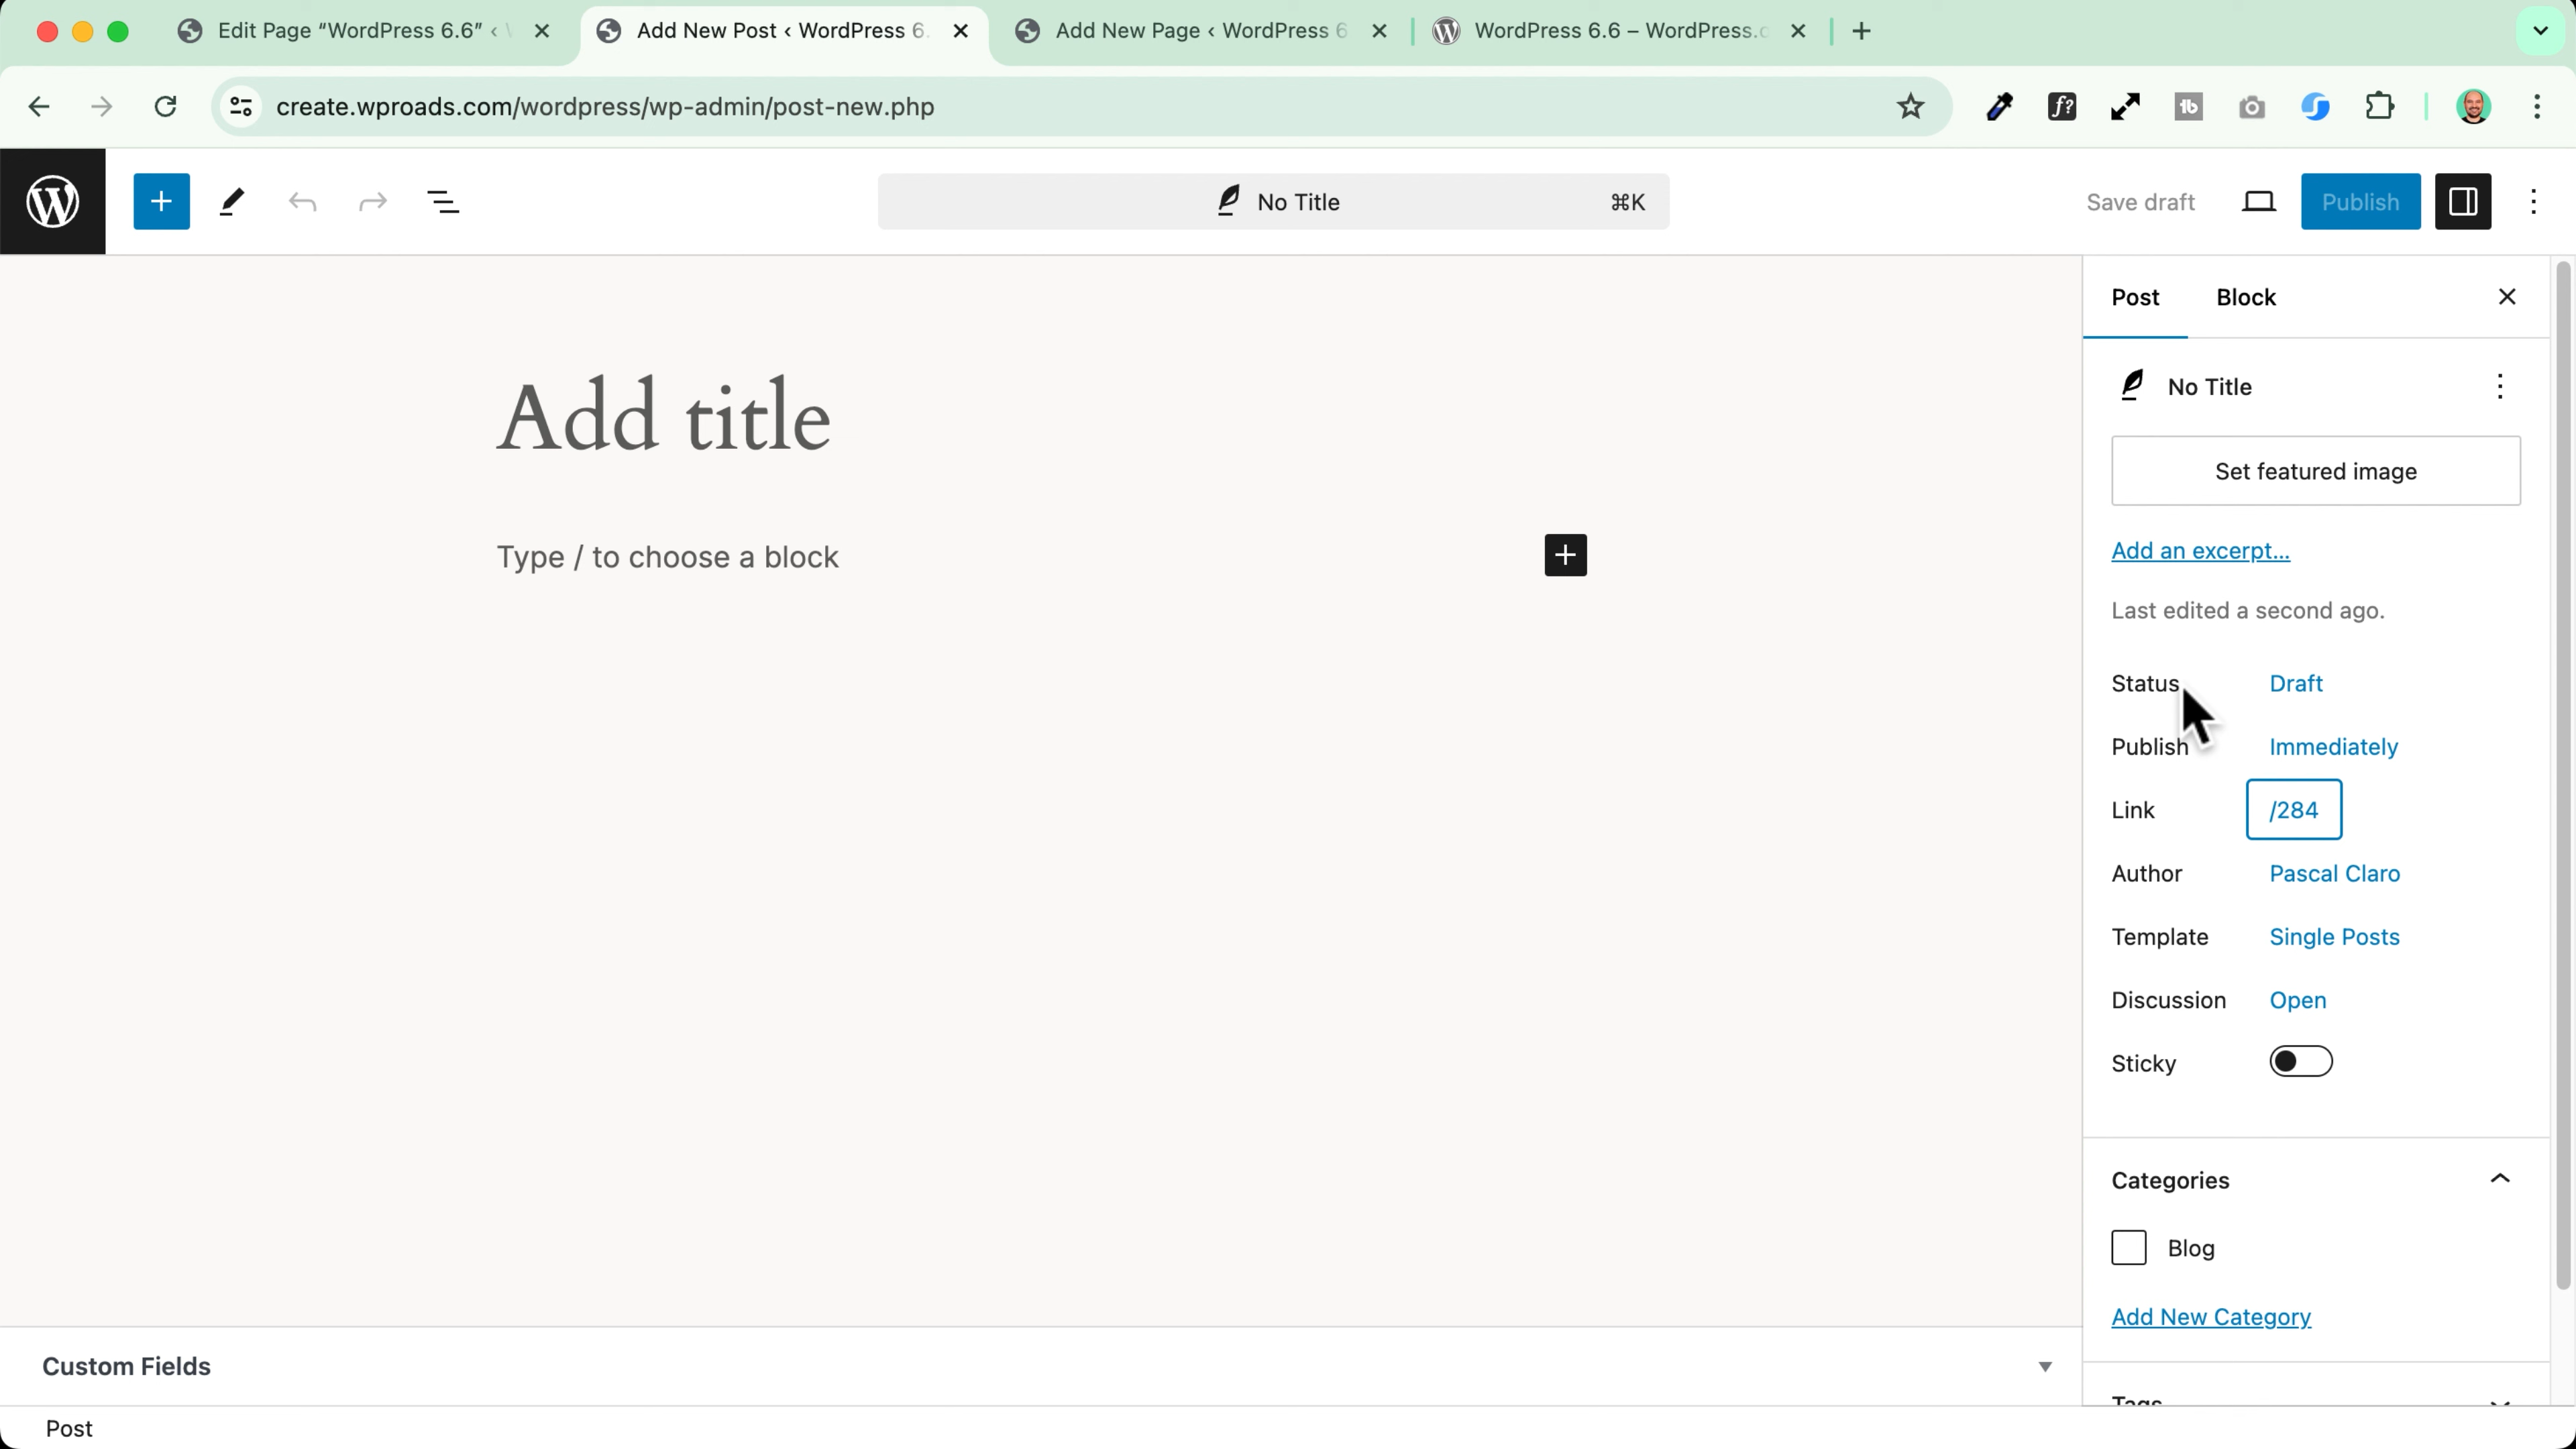 Edit Page “WordPress 6.6” ‹
Add New Post ‹ WordPress 6.
Add New Page ‹ WordPress 6
WordPress 6.6 – WordPress.
create.wproads.com/wordpress/wp-admin/post-new.php
f?
tb
No Title
⌘K
Save draft
Publish
Post
Block
No Title
Set featured image
Add an excerpt...
Last edited a second ago.
Status
Draft
Publish
Immediately
Link
/284
Author
Pascal Claro
Template
Single Posts
Discussion
Open
Sticky
Categories
Blog
Add New Category
Tags
Add title
Type / to choose a block
Custom Fields
Post